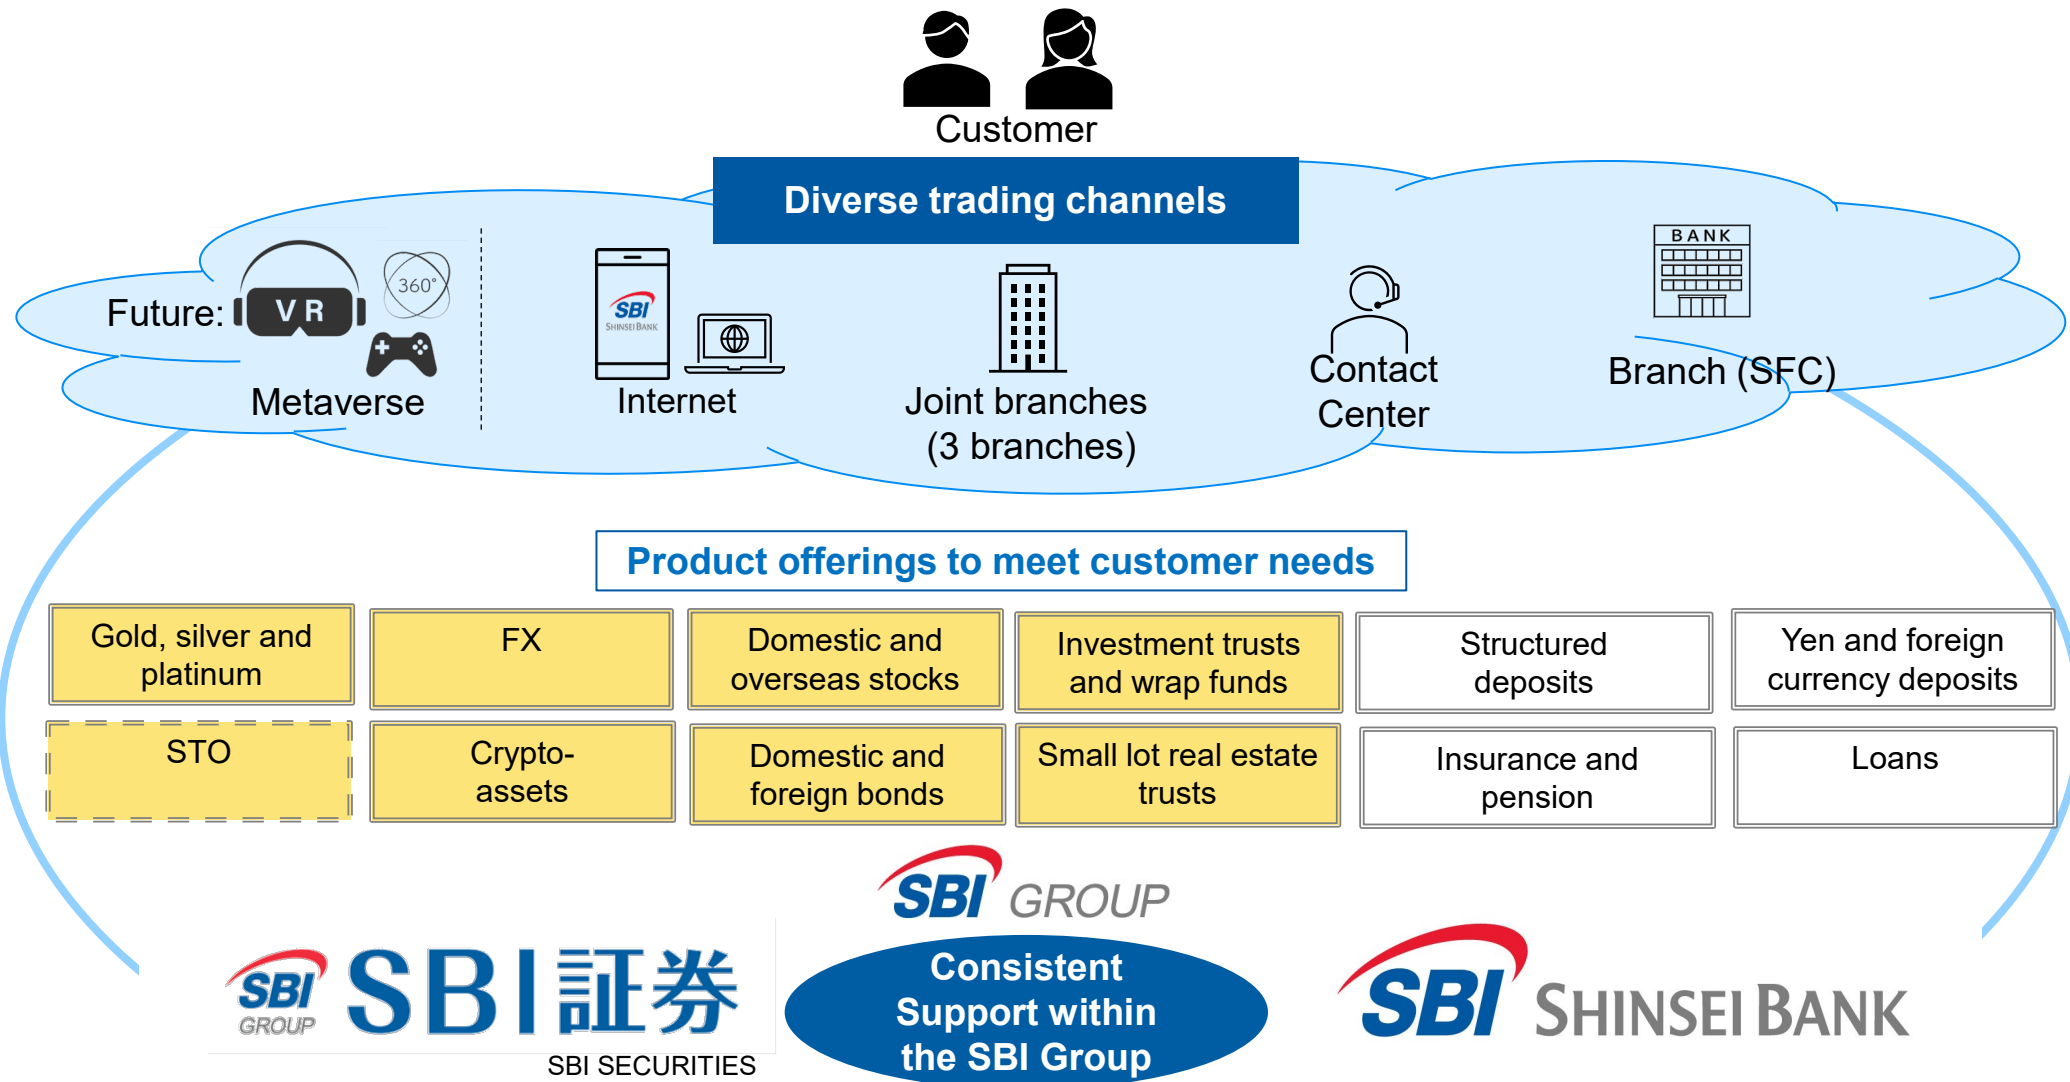 Customer
Diverse trading channels
Future:
VR
360°
Metaverse
SBI
SHINSEI BANK
Internet
Joint branches
(3 branches)
Contact
Center
BANK
Branch (SFC)
Product offerings to meet customer needs
Gold, silver and
platinum
FX
Domestic and
overseas stocks
Investment trusts
and wrap funds
Structured
deposits
Yen and foreign
currency deposits
STO
Crypto-
assets
Domestic and
foreign bonds
Small lot real estate
trusts
Insurance and
pension
Loans
SBI GROUP
SBI
GROUP
SBI証券
SBI SECURITIES
Consistent
Support within
the SBI Group
SBI SHINSEI BANK